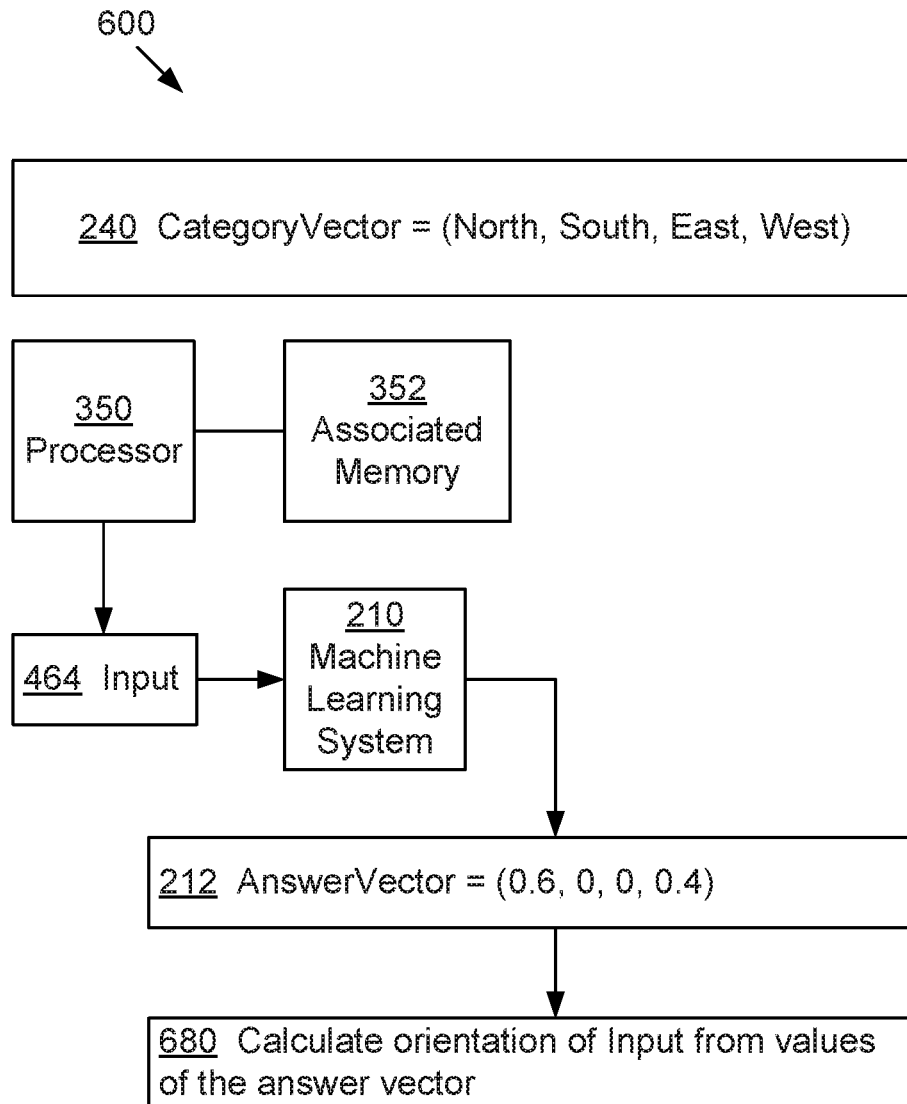 600
240 CategoryVector = (North, South, East, West)
350
Processor
352
Associated
Memory
464 Input
210
Machine
Learning
System
212 AnswerVector = (0.6, 0, 0, 0.4)
680 Calculate orientation of Input from values
of the answer vector